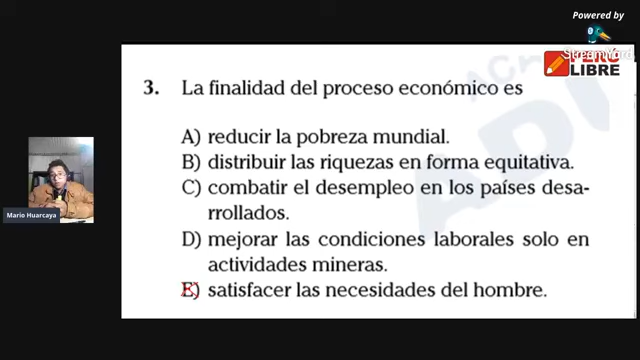 Powered by
StreamYard
PERÚ
LIBRE
3. La finalidad del proceso económico es
A) reducir la pobreza mundial.
B) distribuir las riquezas en forma equitativa.
C) combatir el desempleo en los países desa-
rrollados.
D) mejorar las condiciones laborales solo en
actividades mineras.
E) satisfacer las necesidades del hombre.
Mario Huarcaya